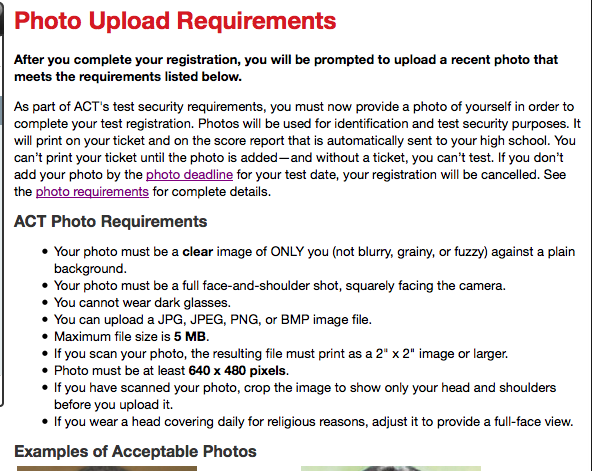 Photo Upload Requirements
After you complete your registration, you will be prompted to upload a recent photo that
meets the requirements listed below.
As part of ACT's test security requirements, you must now provide a photo of yourself in order to
complete your test registration. Photos will be used for identification and test security purposes. It
will print on your ticket and on the score report that is automatically sent to your high school. You
can't print your ticket until the photo is added—and without a ticket, you can't test. If you don't
add your photo by the photo deadline for your test date, your registration will be cancelled. See
the photo requirements for complete details.
ACT Photo Requirements
• Your photo must be a clear image of ONLY you (not blurry, grainy, or fuzzy) against a plain
background.
• Your photo must be a full face-and-shoulder shot, squarely facing the camera.
• You cannot wear dark glasses.
• You can upload a JPG, JPEG, PNG, or BMP image file.
• Maximum file size is 5 MB.
• If you scan your photo, the resulting file must print as a 2" x 2" image or larger.
• Photo must be at least 640 x 480 pixels.
• If you have scanned your photo, crop the image to show only your head and shoulders
before you upload it.
• If you wear a head covering daily for religious reasons, adjust it to provide a full-face view.
Examples of Acceptable Photos